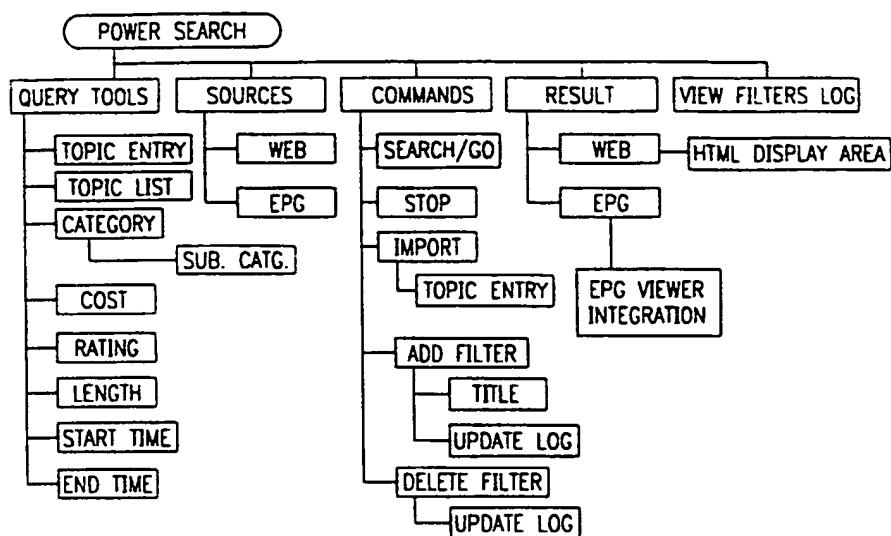 POWER SEARCH
QUERY TOOLS
SOURCES
COMMANDS
RESULT
VIEW FILTERS LOG
TOPIC ENTRY
TOPIC LIST
CATEGORY
SUB. CATG.
COST
RATING
LENGTH
START TIME
END TIME
WEB
EPG
SEARCH/GO
STOP
IMPORT
TOPIC ENTRY
ADD FILTER
TITLE
UPDATE LOG
DELETE FILTER
UPDATE LOG
WEB
HTML DISPLAY AREA
EPG
EPG VIEWER
INTEGRATION